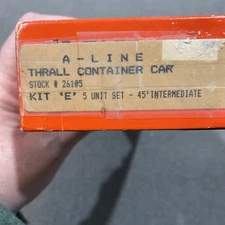 A-LINE
THRALL CONTAINER CAR
STOCK # 26105
KIT 'E' 5 UNIT SET - 45' INTERMEDIATE